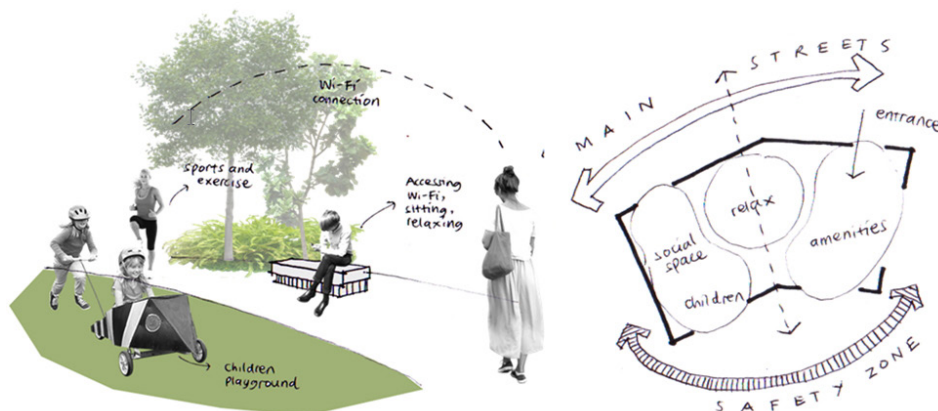 Wi-Fi
connection
sports and
exercise
Accessing
Wi-Fi,
sitting,
relaxing
children
playground
MAIN STREETS
entrance
relax
social
space
amenities
children
SAFETY ZONE